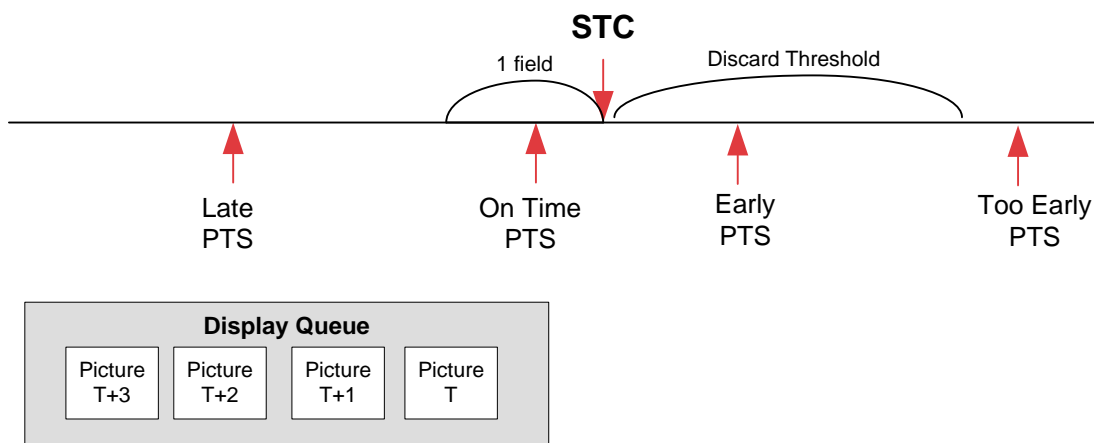 STC
1 field
Discard Threshold
Late
PTS
On Time
PTS
Early
PTS
Too Early
PTS
Display Queue
Picture
T+3
Picture
T+2
Picture
T+1
Picture
T